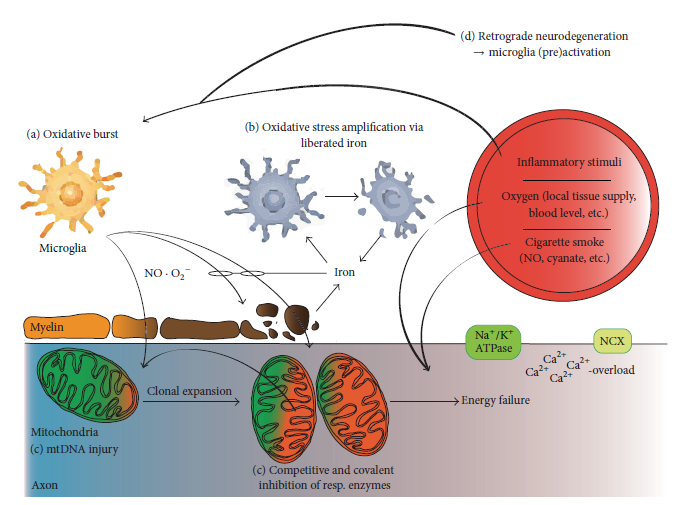 (d) Retrograde neurodegeneration
→ microglia (pre)activation
(a) Oxidative burst
(b) Oxidative stress amplification via
liberated iron
Inflammatory stimuli
Oxygen (local tissue supply,
blood level, etc.)
Cigarette smoke
(NO, cyanate, etc.)
Microglia
NO · O₂⁻
Iron
Myelin
Na⁺/K⁺
ATPase
NCX
Ca²⁺
Ca²⁺
Ca²⁺
Ca²⁺
-overload
Clonal expansion
Energy failure
Mitochondria
(c) mtDNA injury
(c) Competitive and covalent
inhibition of resp. enzymes
Axon